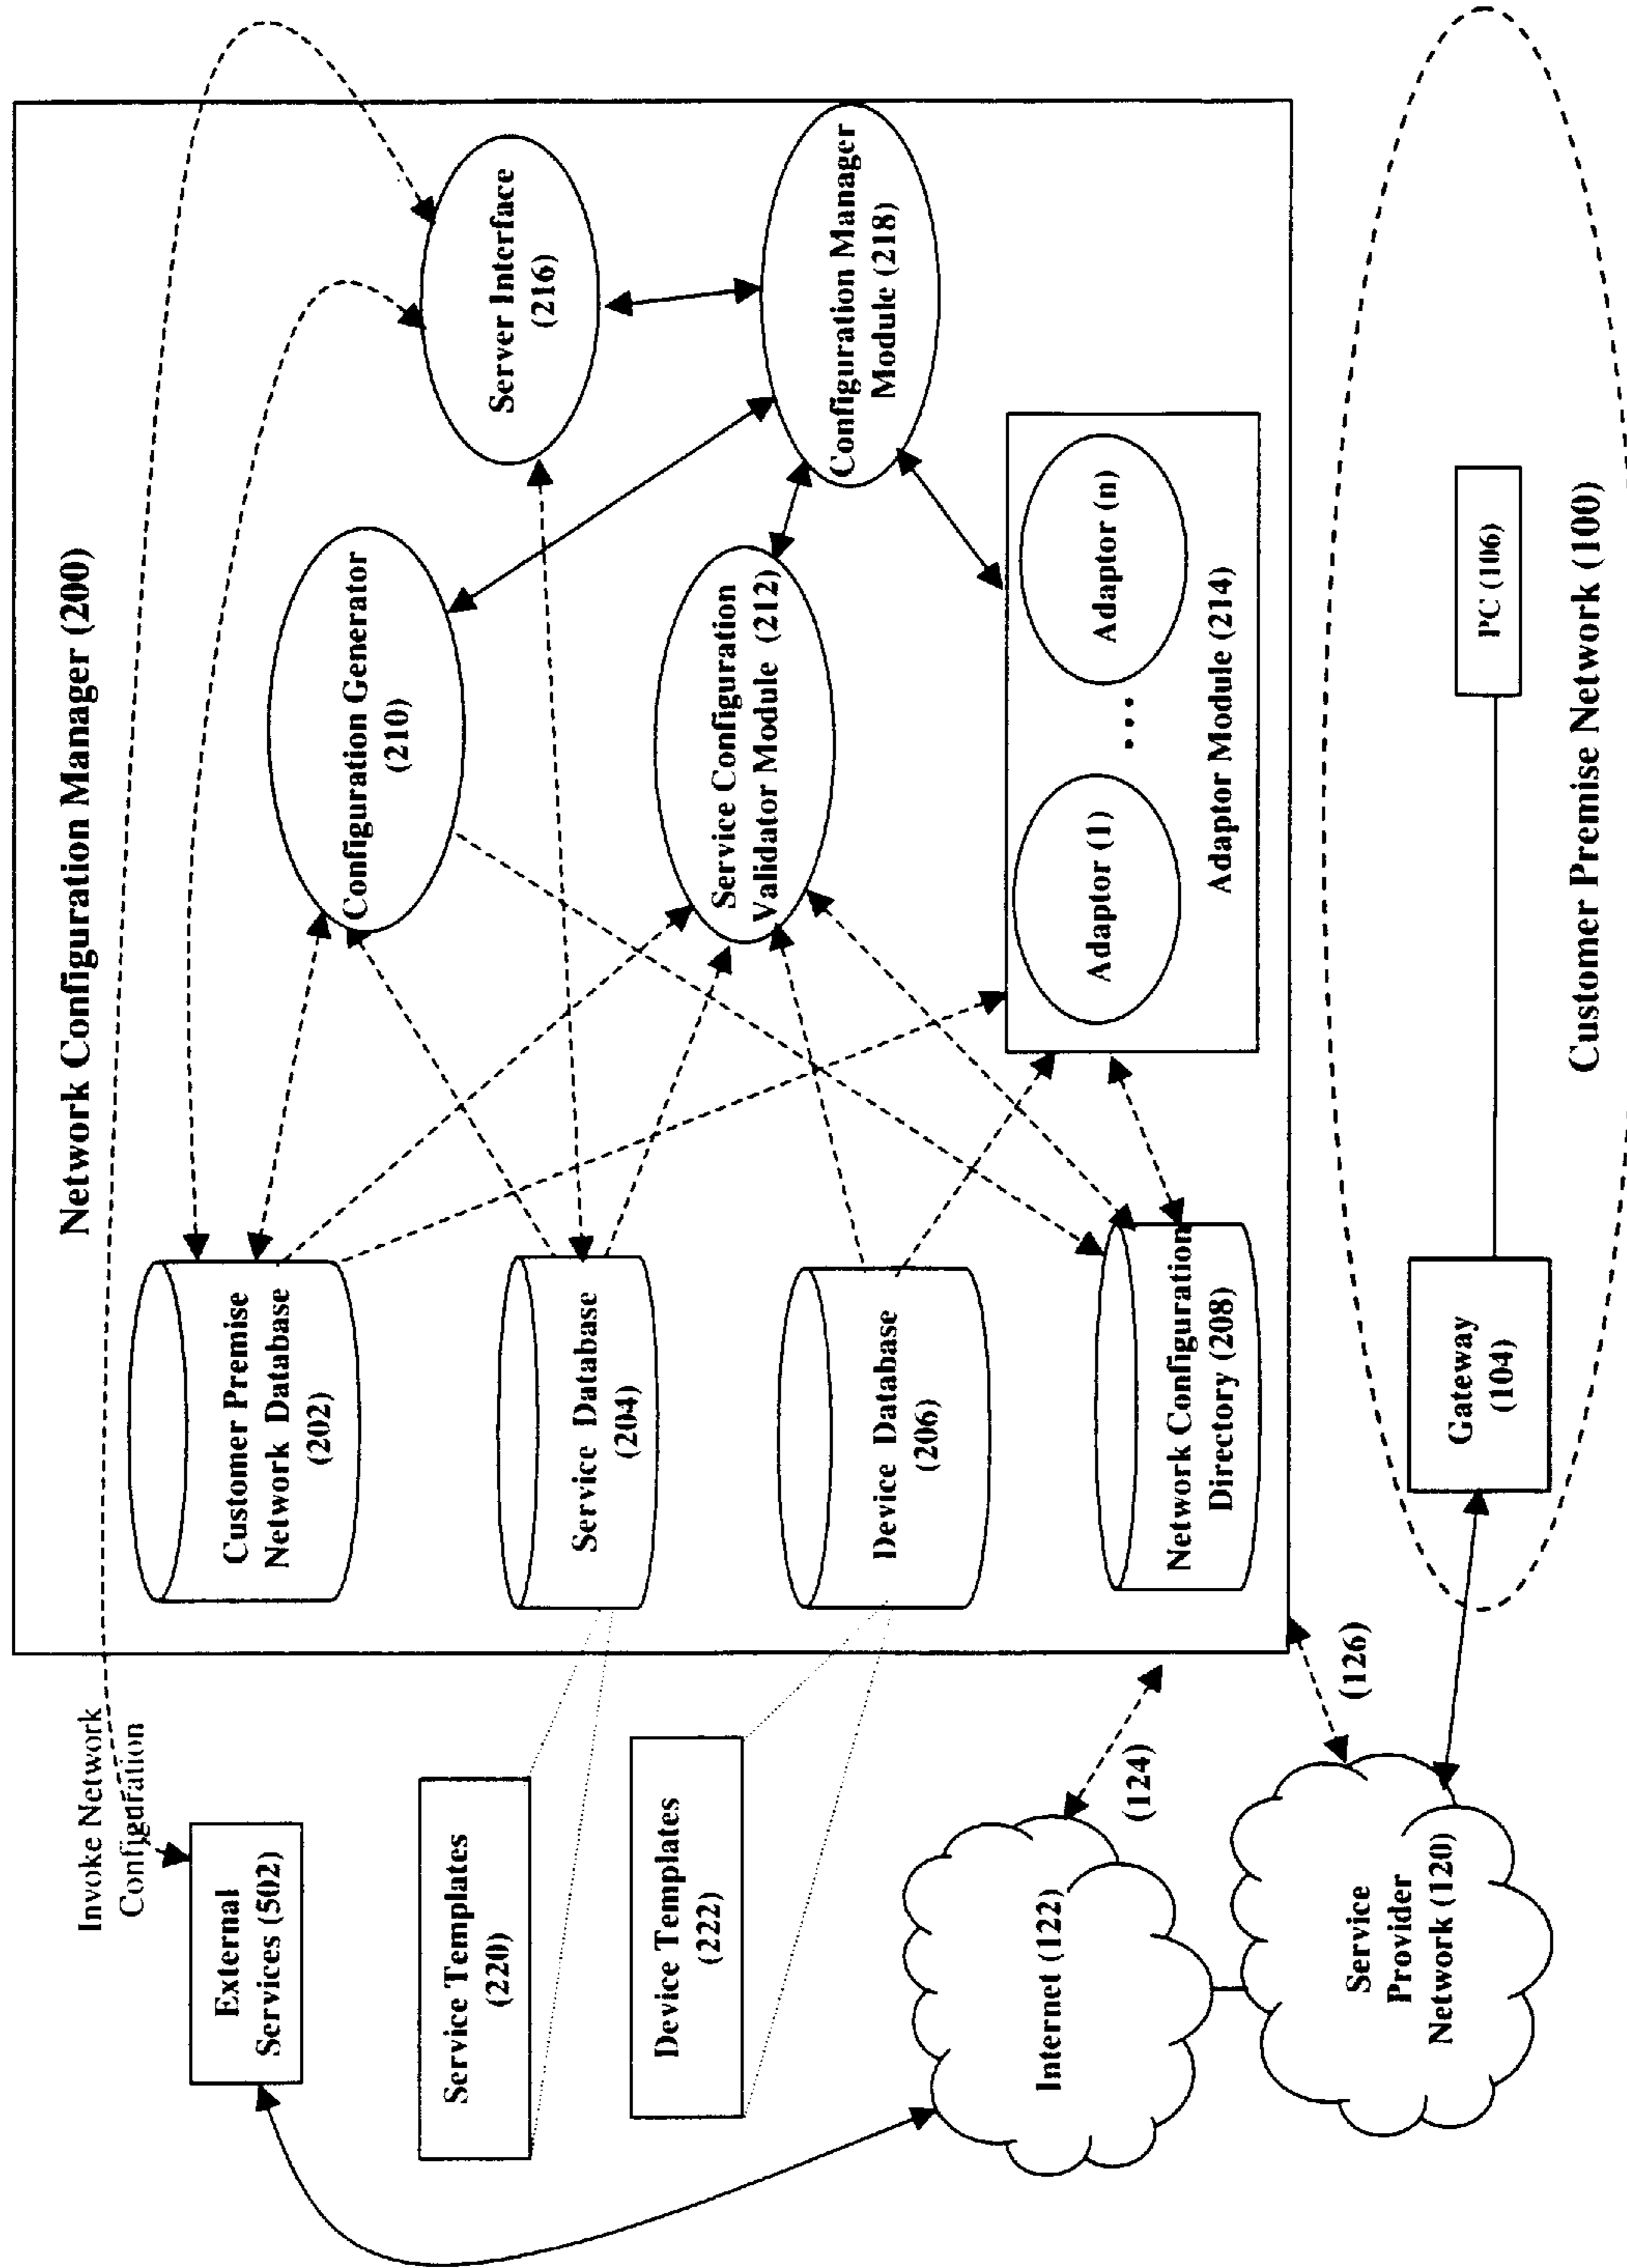 Network Configuration Manager (200)
Invoke Network
Configuration
External
Services (502)
Service Templates
(220)
Device Templates
(222)
Internet (122)
(124)
Service
Provider
Network (120)
(126)
Customer Premise
Network Database
(202)
Service Database
(204)
Device Database
(206)
Network Configuration
Directory (208)
Configuration Generator
(210)
Service Configuration
Validator Module (212)
Adaptor (1)
...
Adaptor (n)
Adaptor Module (214)
Server Interface
(216)
Configuration Manager
Module (218)
Gateway
(104)
PC (106)
Customer Premise Network (100)